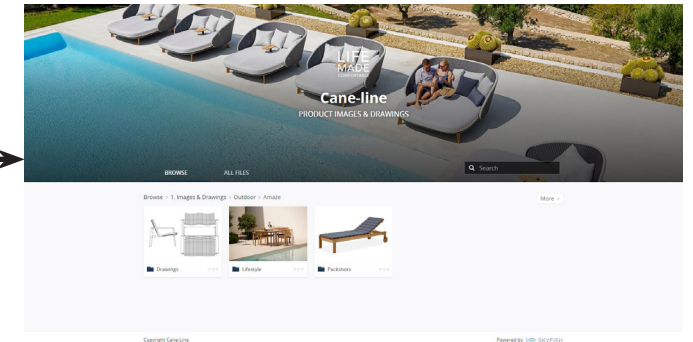 LIFE
MADE
COMFORTABLE
Cane-line
PRODUCT IMAGES & DRAWINGS
BROWSE ALL FILES Search
Browse > 1. Images & Drawings > Outdoor > Amaze More
Drawings Lifestyle Packshots
Copyright Cane-Line Powered by SKYFISH